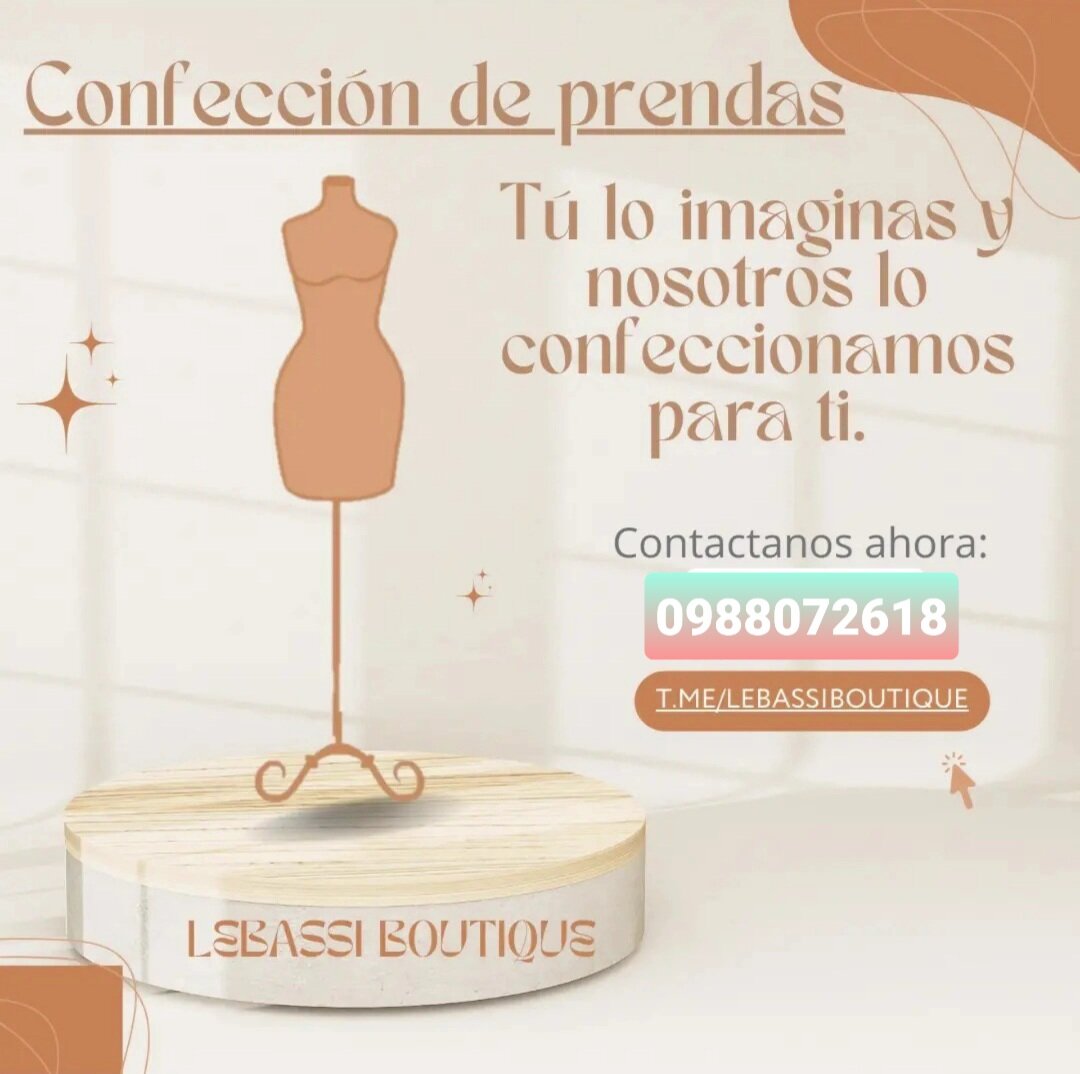 Confección de prendas
Tú lo imaginas y
nosotros lo
confeccionamos
para ti.
Contactanos ahora:
0988072618
T.ME/LEBASSIBOUTIQUE
LEBASSI BOUTIQUE